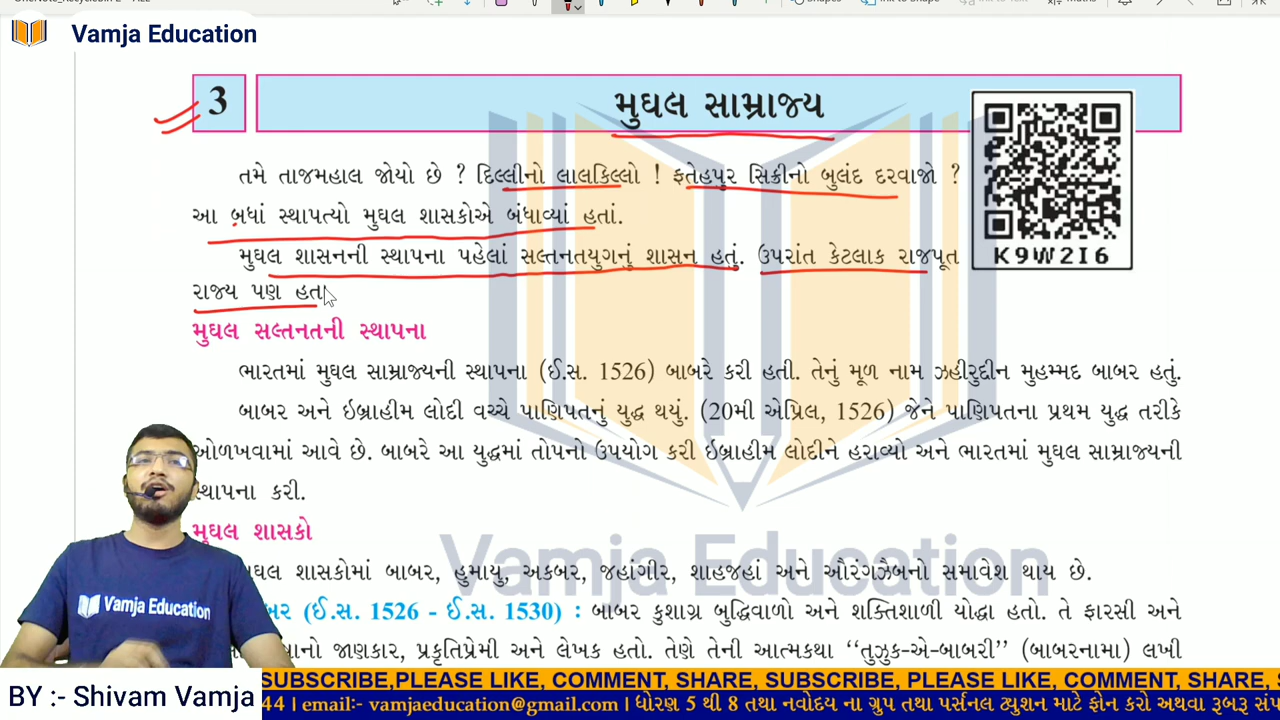 Vamja Education
3
મુઘલ સામ્રાજ્ય
તમે તાજમહાલ જોયો છે ? દિલ્લીનો લાલકિલ્લો ! ફતેહપુર સિક્રીનો બુલંદ દરવાજો ?
આ બધાં સ્થાપત્યો મુઘલ શાસકોએ બંધાવ્યાં હતાં.
મુઘલ શાસનની સ્થાપના પહેલાં સલ્તનતયુગનું શાસન હતું. ઉપરાંત કેટલાક રાજપૂત
રાજ્ય પણ હતા
K9W2I6
મુઘલ સલ્તનતની સ્થાપના
ભારતમાં મુઘલ સામ્રાજ્યની સ્થાપના (ઈ.સ. 1526) બાબરે કરી હતી. તેનું મૂળ નામ ઝહીરુદ્દીન મુહમ્મદ બાબર હતું.
બાબર અને ઇબ્રાહીમ લોદી વચ્ચે પાણિપતનું યુદ્ધ થયું. (20મી એપ્રિલ, 1526) જેને પાણિપતના પ્રથમ યુદ્ધ તરીકે
ઓળખવામાં આવે છે. બાબરે આ યુદ્ધમાં તોપનો ઉપયોગ કરી ઇબ્રાહીમ લોદીને હરાવ્યો અને ભારતમાં મુઘલ સામ્રાજ્યની
સ્થાપના કરી.
મુઘલ શાસકો
મુઘલ શાસકોમાં બાબર, હુમાયુ, અકબર, જહાંગીર, શાહજહાં અને ઔરંગઝેબનો સમાવેશ થાય છે.
(ઈ.સ. 1526 - ઈ.સ. 1530) : બાબર કુશાગ્ર બુદ્ધિવાળો અને શક્તિશાળી યોદ્ધા હતો. તે ફારસી અને
જાણકાર, પ્રકૃતિપ્રેમી અને લેખક હતો. તેણે તેની આત્મકથા ‘‘તુઝુક-એ-બાબરી’’ (બાબરનામા) લખી
Vamja Education
Vamja Education
BY :- Shivam Vamja
SUBSCRIBE,PLEASE LIKE, COMMENT, SHARE, SUBSCRIBE, PLEASE LIKE, COMMENT, SHARE,
44 | email:- vamjaeducation@gmail.com | ધોરણ 5 થી 8 તથા નવોદય ના ગ્રુપ તથા પર્સનલ ટ્યુશન માટે ફોન કરો અથવા રૂબરૂ